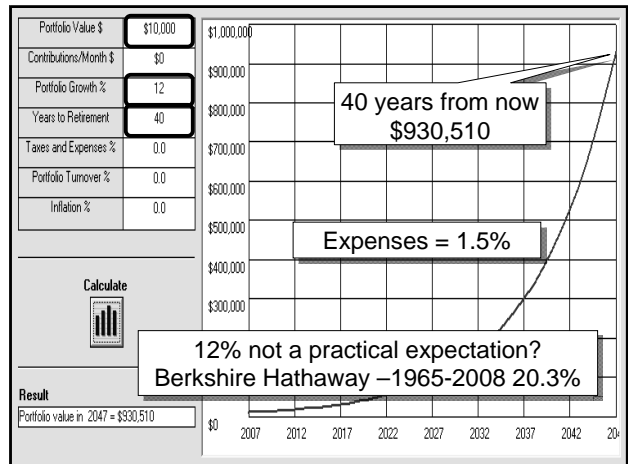 Portfolio Value $ $10,000
Contributions/Month $ $0
Portfolio Growth % 12
Years to Retirement 40
Taxes and Expenses % 0.0
Portfolio Turnover % 0.0
Inflation % 0.0
Calculate
Result
Portfolio value in 2047 = $930,510
$1,000,000
$900,000
$800,000
$700,000
$600,000
$500,000
$400,000
$300,000
$0
40 years from now
$930,510
Expenses = 1.5%
12% not a practical expectation?
Berkshire Hathaway –1965-2008 20.3%
2007 2012 2017 2022 2027 2032 2037 2042